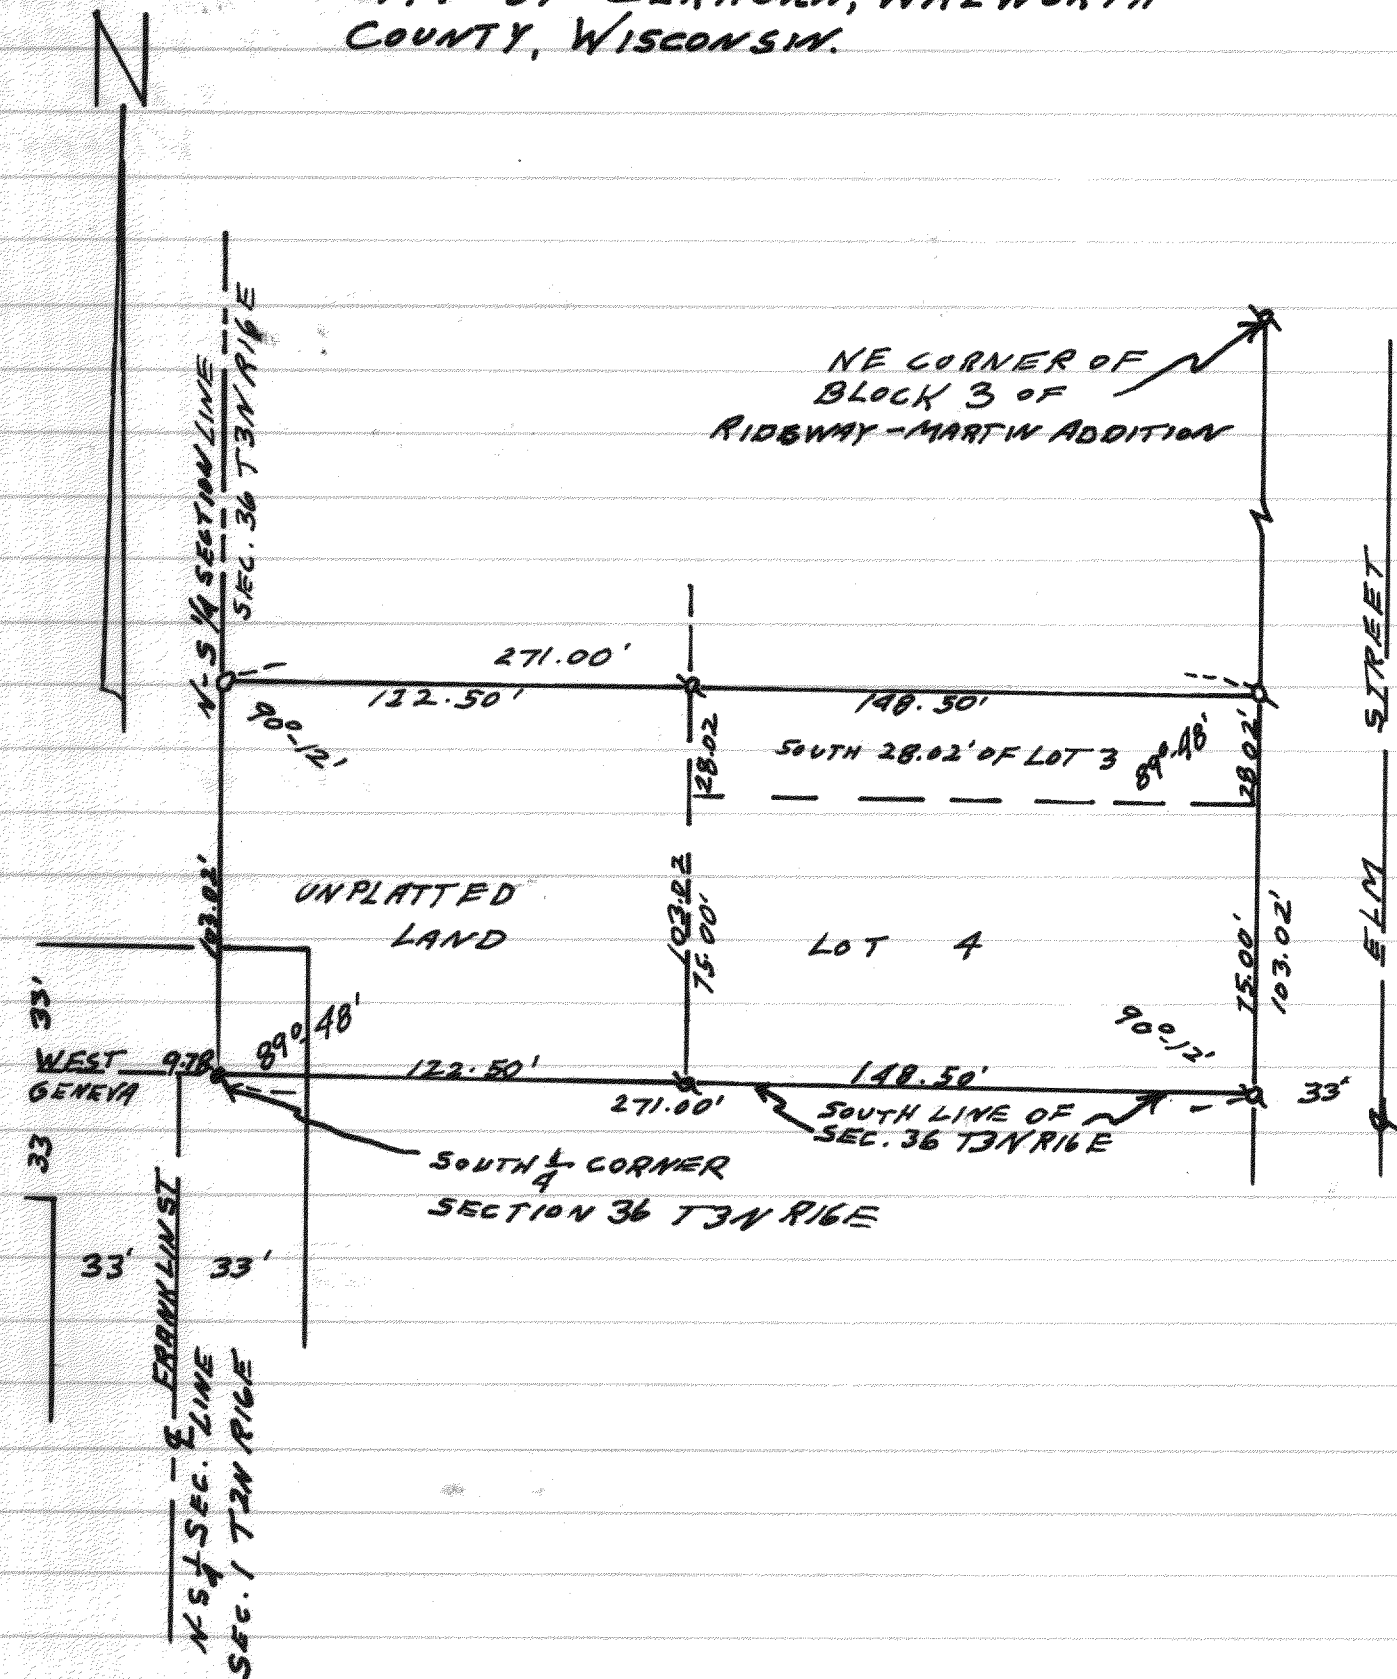 N
COUNTY, WISCONSIN.
N-S 1/4 SECTION LINE
SEC. 36 T3N R16E
NE CORNER OF
BLOCK 3 OF
RIDGWAY-MARTIN ADDITION
271.00'
122.50'
148.50'
90°-12'
28.02
SOUTH 28.02' OF LOT 3
89°-48'
28.02'
103.02'
UNPLATTED
LAND
103.02
75.00'
LOT 4
75.00'
103.02'
ELM STREET
33'
WEST
GENEVA
9.78
33
89°-48'
122.50'
271.00'
148.50'
90°-12'
33'
SOUTH LINE OF
SEC. 36 T3N R16E
SOUTH 1/4 CORNER
SECTION 36 T3N R16E
33'
FRANKLIN ST
33'
N-S 1/4 SEC. LINE
SEC. 1 T2N R16E